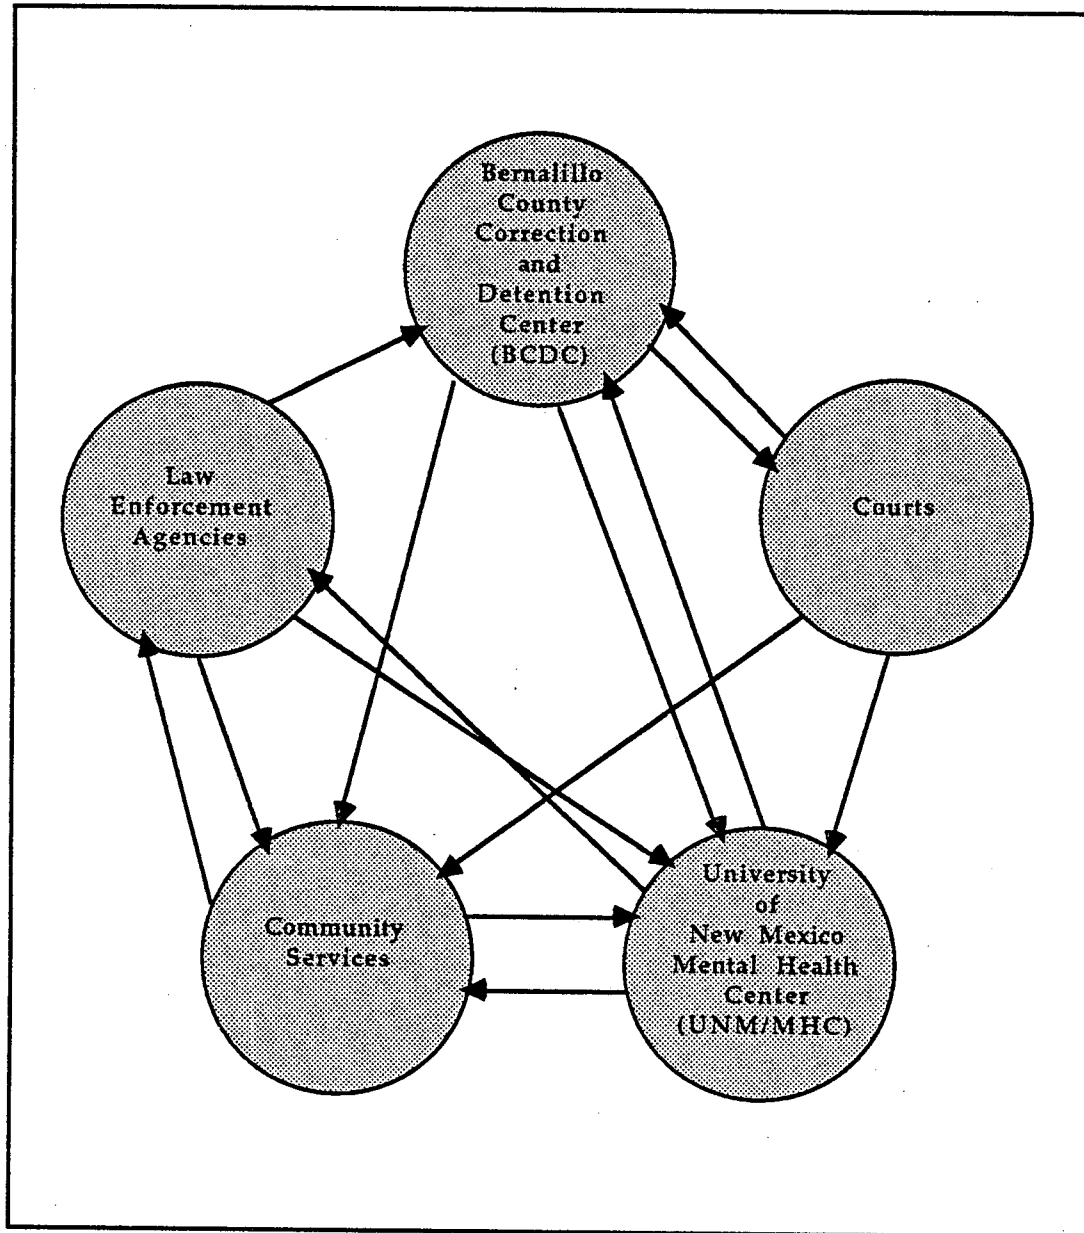 Bernalillo
County
Correction
and
Detention
Center
(BCDC)
Law
Enforcement
Agencies
Courts
Community
Services
University
of
New Mexico
Mental Health
Center
(UNM/MHC)